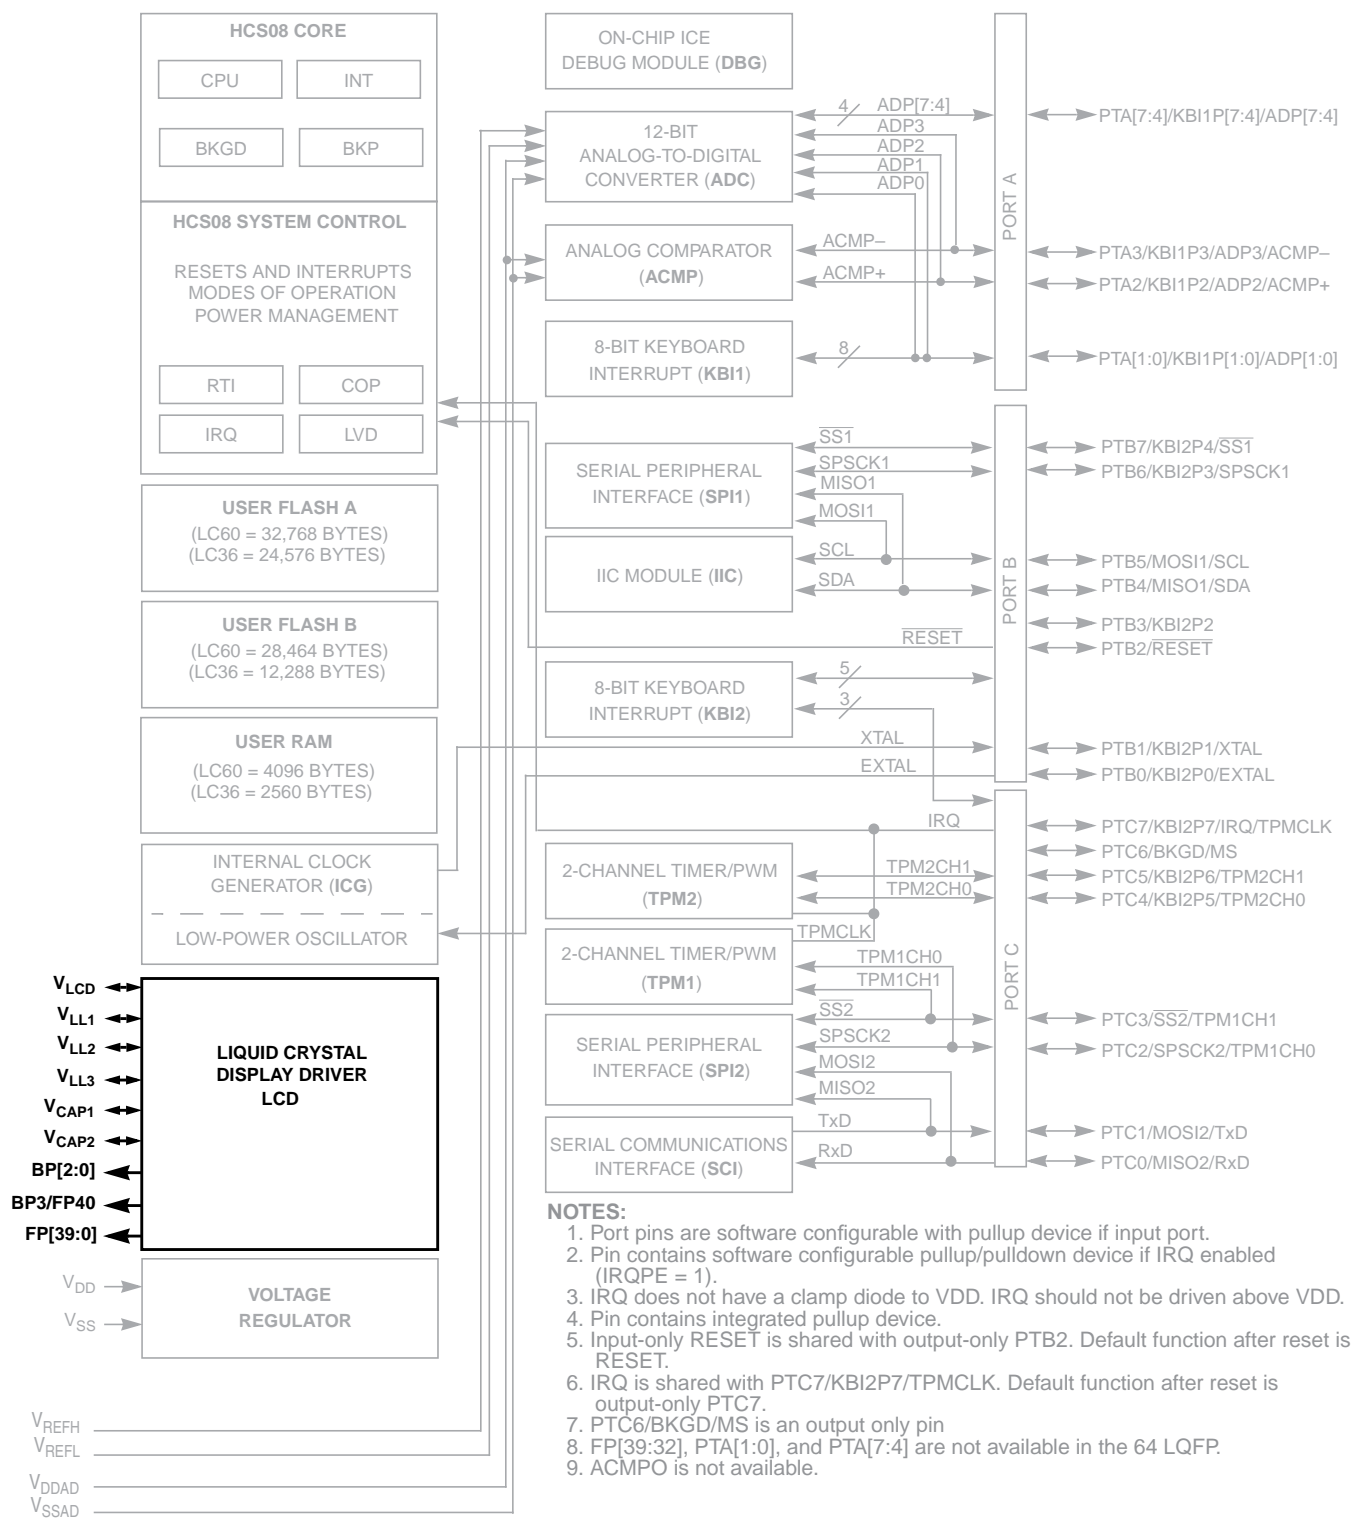 HCS08 CORE
CPU
INT
BKGD
BKP
HCS08 SYSTEM CONTROL
RESETS AND INTERRUPTS
MODES OF OPERATION
POWER MANAGEMENT
RTI
COP
IRQ
LVD
USER FLASH A
(LC60 = 32,768 BYTES)
(LC36 = 24,576 BYTES)
USER FLASH B
(LC60 = 28,464 BYTES)
(LC36 = 12,288 BYTES)
USER RAM
(LC60 = 4096 BYTES)
(LC36 = 2560 BYTES)
INTERNAL CLOCK
GENERATOR (ICG)
LOW-POWER OSCILLATOR
VLCD
VLL1
VLL2
VLL3
VCAP1
VCAP2
BP[2:0]
BP3/FP40
FP[39:0]
LIQUID CRYSTAL
DISPLAY DRIVER
LCD
VDD
VSS
VOLTAGE
REGULATOR
VREFH
VREFL
VDDAD
VSSAD
ON-CHIP ICE
DEBUG MODULE (DBG)
12-BIT
ANALOG-TO-DIGITAL
CONVERTER (ADC)
4
ADP[7:4]
ADP3
ADP2
ADP1
ADP0
ANALOG COMPARATOR
(ACMP)
ACMP–
ACMP+
8-BIT KEYBOARD
INTERRUPT (KBI1)
8
SERIAL PERIPHERAL
INTERFACE (SPI1)
SS1
SPSCK1
MISO1
MOSI1
IIC MODULE (IIC)
SCL
SDA
RESET
8-BIT KEYBOARD
INTERRUPT (KBI2)
5
3
XTAL
EXTAL
IRQ
2-CHANNEL TIMER/PWM
(TPM2)
TPM2CH1
TPM2CH0
TPMCLK
2-CHANNEL TIMER/PWM
(TPM1)
TPM1CH0
TPM1CH1
SERIAL PERIPHERAL
INTERFACE (SPI2)
SS2
SPSCK2
MOSI2
MISO2
SERIAL COMMUNICATIONS
INTERFACE (SCI)
TxD
RxD
PORT A
PTA[7:4]/KBI1P[7:4]/ADP[7:4]
PTA3/KBI1P3/ADP3/ACMP–
PTA2/KBI1P2/ADP2/ACMP+
PTA[1:0]/KBI1P[1:0]/ADP[1:0]
PORT B
PTB7/KBI2P4/SS1
PTB6/KBI2P3/SPSCK1
PTB5/MOSI1/SCL
PTB4/MISO1/SDA
PTB3/KBI2P2
PTB2/RESET
PTB1/KBI2P1/XTAL
PTB0/KBI2P0/EXTAL
PORT C
PTC7/KBI2P7/IRQ/TPMCLK
PTC6/BKGD/MS
PTC5/KBI2P6/TPM2CH1
PTC4/KBI2P5/TPM2CH0
PTC3/SS2/TPM1CH1
PTC2/SPSCK2/TPM1CH0
PTC1/MOSI2/TxD
PTC0/MISO2/RxD
NOTES:
1. Port pins are software configurable with pullup device if input port.
2. Pin contains software configurable pullup/pulldown device if IRQ enabled
(IRQPE = 1).
3. IRQ does not have a clamp diode to VDD. IRQ should not be driven above VDD.
4. Pin contains integrated pullup device.
5. Input-only RESET is shared with output-only PTB2. Default function after reset is
RESET.
6. IRQ is shared with PTC7/KBI2P7/TPMCLK. Default function after reset is
output-only PTC7.
7. PTC6/BKGD/MS is an output only pin
8. FP[39:32], PTA[1:0], and PTA[7:4] are not available in the 64 LQFP.
9. ACMPO is not available.